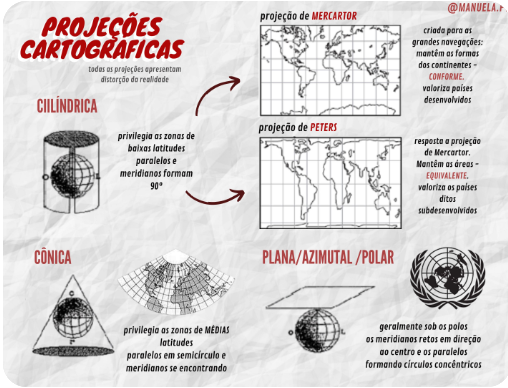 @MANUELA.F
PROJEÇÕES
CARTOGRÁFICAS
todas as projeções apresentam
distorção da realidade
CIILÍNDRICA
privilegia as zonas de
baixas latitudes
paralelos e
meridianos formam
90°
projeção de MERCARTOR
criada para as
grandes navegações:
mantêm as formas
dos continentes -
CONFORME.
valoriza países
desenvolvidos
projeção de PETERS
resposta a projeção
de Mercartor.
Mantêm as áreas -
EQUIVALENTE.
valoriza os países
ditos
subdesenvolvidos
CÔNICA
privilegia as zonas de MÉDIAS
latitudes
paralelos em semicírculo e
meridianos se encontrando
PLANA/AZIMUTAL /POLAR
geralmente sob os polos
os meridianos retos em direção
ao centro e os paralelos
formando círculos concêntricos